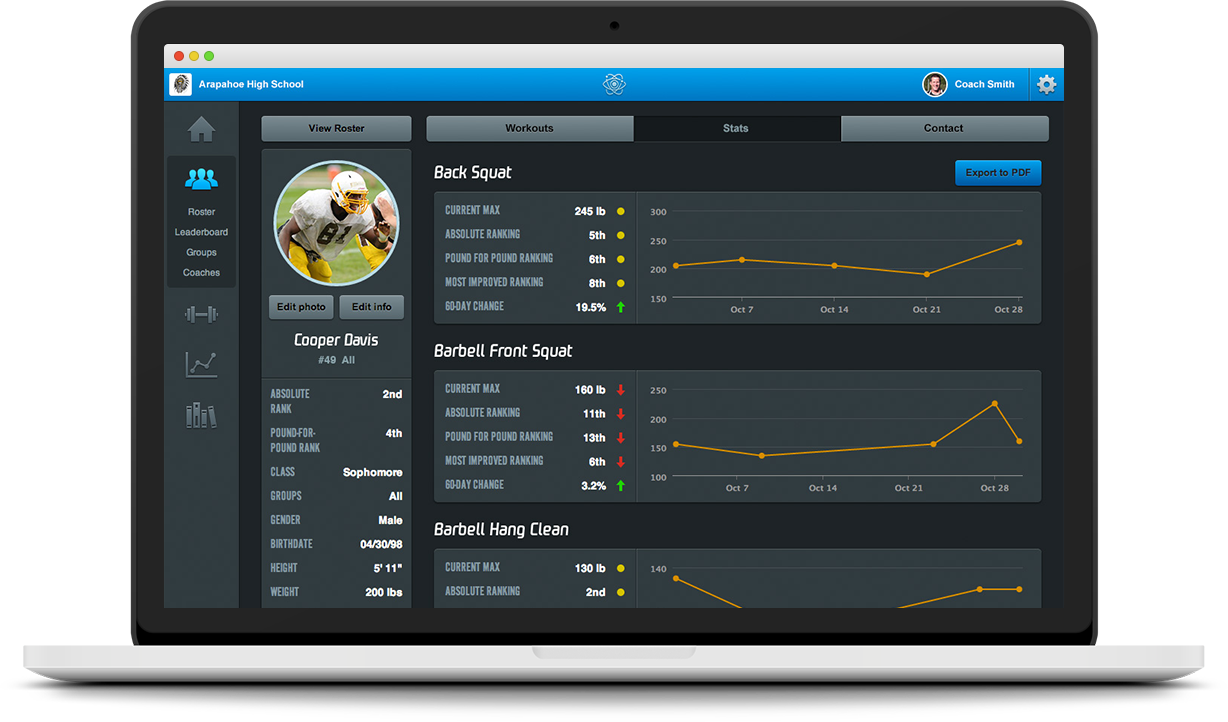 Arapahoe High School
Coach Smith
View Roster
Workouts
Stats
Contact
Roster
Leaderboard
Groups
Coaches
81
Edit photo
Edit info
Cooper Davis
#49 All
ABSOLUTE
RANK
2nd
POUND-FOR-
POUND RANK
4th
CLASS
Sophomore
GROUPS
All
GENDER
Male
BIRTHDATE
04/30/98
HEIGHT
5' 11"
WEIGHT
200 lbs
Back Squat
Export to PDF
CURRENT MAX
245 lb
ABSOLUTE RANKING
5th
POUND FOR POUND RANKING
6th
MOST IMPROVED RANKING
8th
60-DAY CHANGE
19.5%
300
250
200
150
Oct 7
Oct 14
Oct 21
Oct 28
Barbell Front Squat
CURRENT MAX
160 lb
ABSOLUTE RANKING
11th
POUND FOR POUND RANKING
13th
MOST IMPROVED RANKING
6th
60-DAY CHANGE
3.2%
250
200
150
100
Oct 7
Oct 14
Oct 21
Oct 28
Barbell Hang Clean
CURRENT MAX
130 lb
ABSOLUTE RANKING
2nd
140